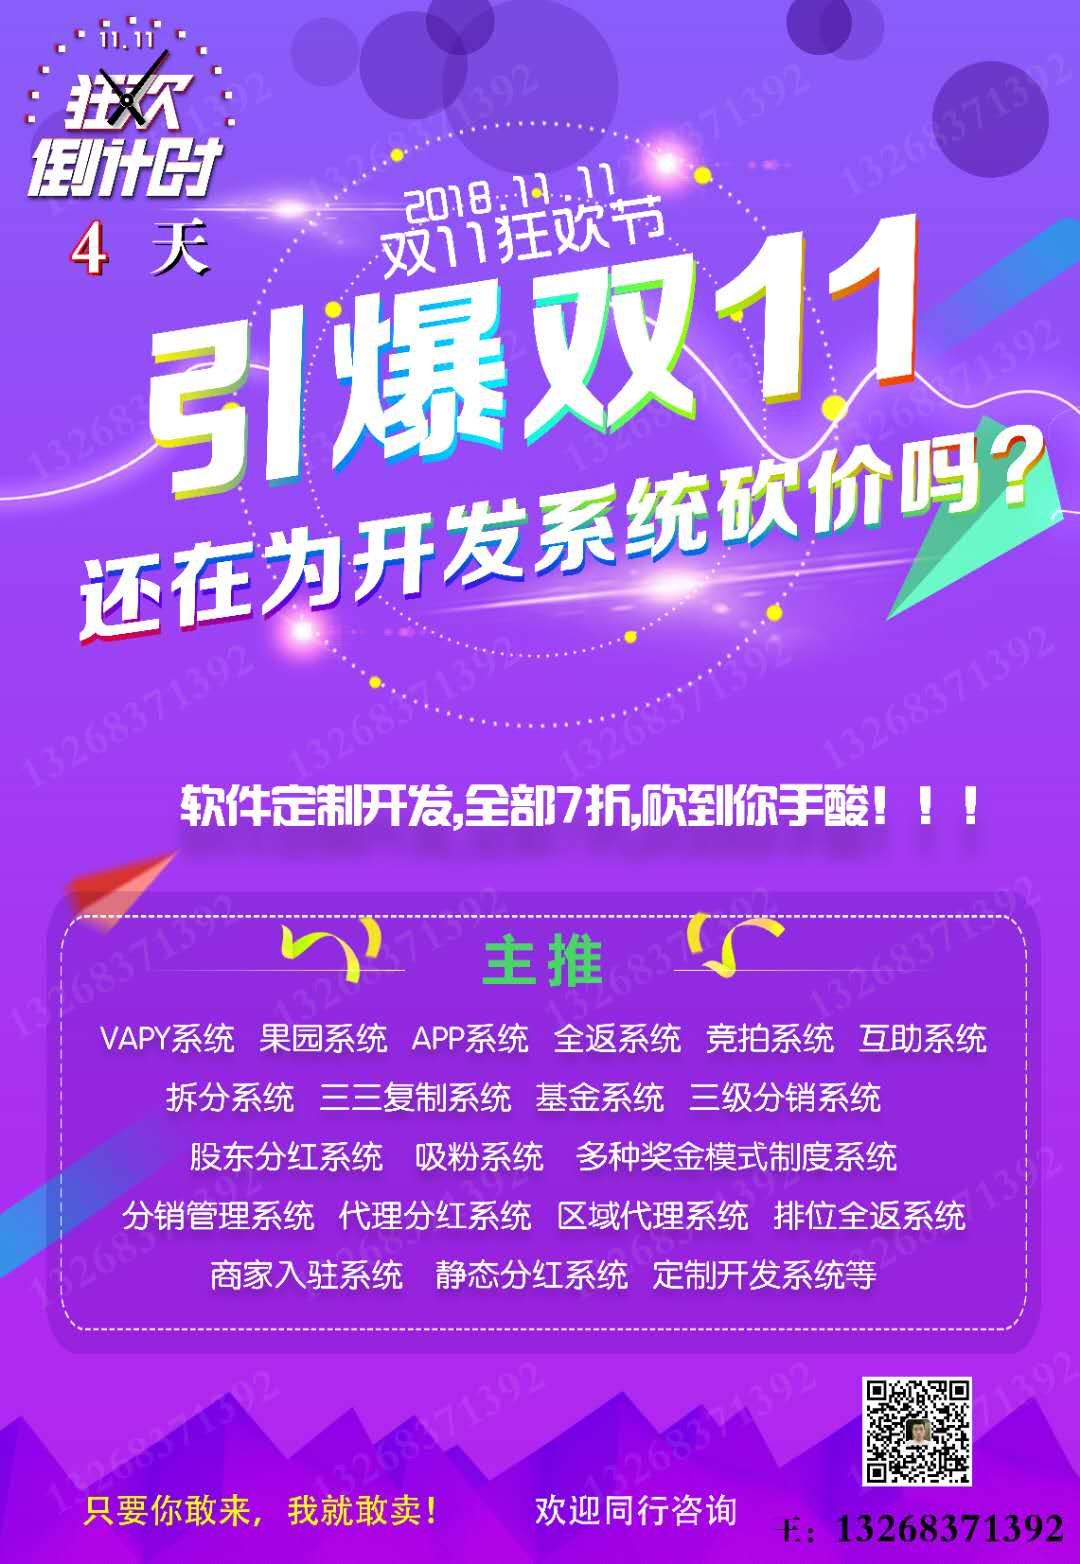 11.11
狂欢
倒计时
4 天
2018.11.11
双11狂欢节
引爆双11
还在为开发系统砍价吗?
软件定制开发,全部7折,砍到你手酸!!!
主推
VAPY系统 果园系统 APP系统 全返系统 竞拍系统 互助系统
拆分系统 三三复制系统 基金系统 三级分销系统
股东分红系统 吸粉系统 多种奖金模式制度系统
分销管理系统 代理分红系统 区域代理系统 排位全返系统
商家入驻系统 静态分红系统 定制开发系统等
只要你敢来，我就敢卖! 欢迎同行咨询
王：13268371392